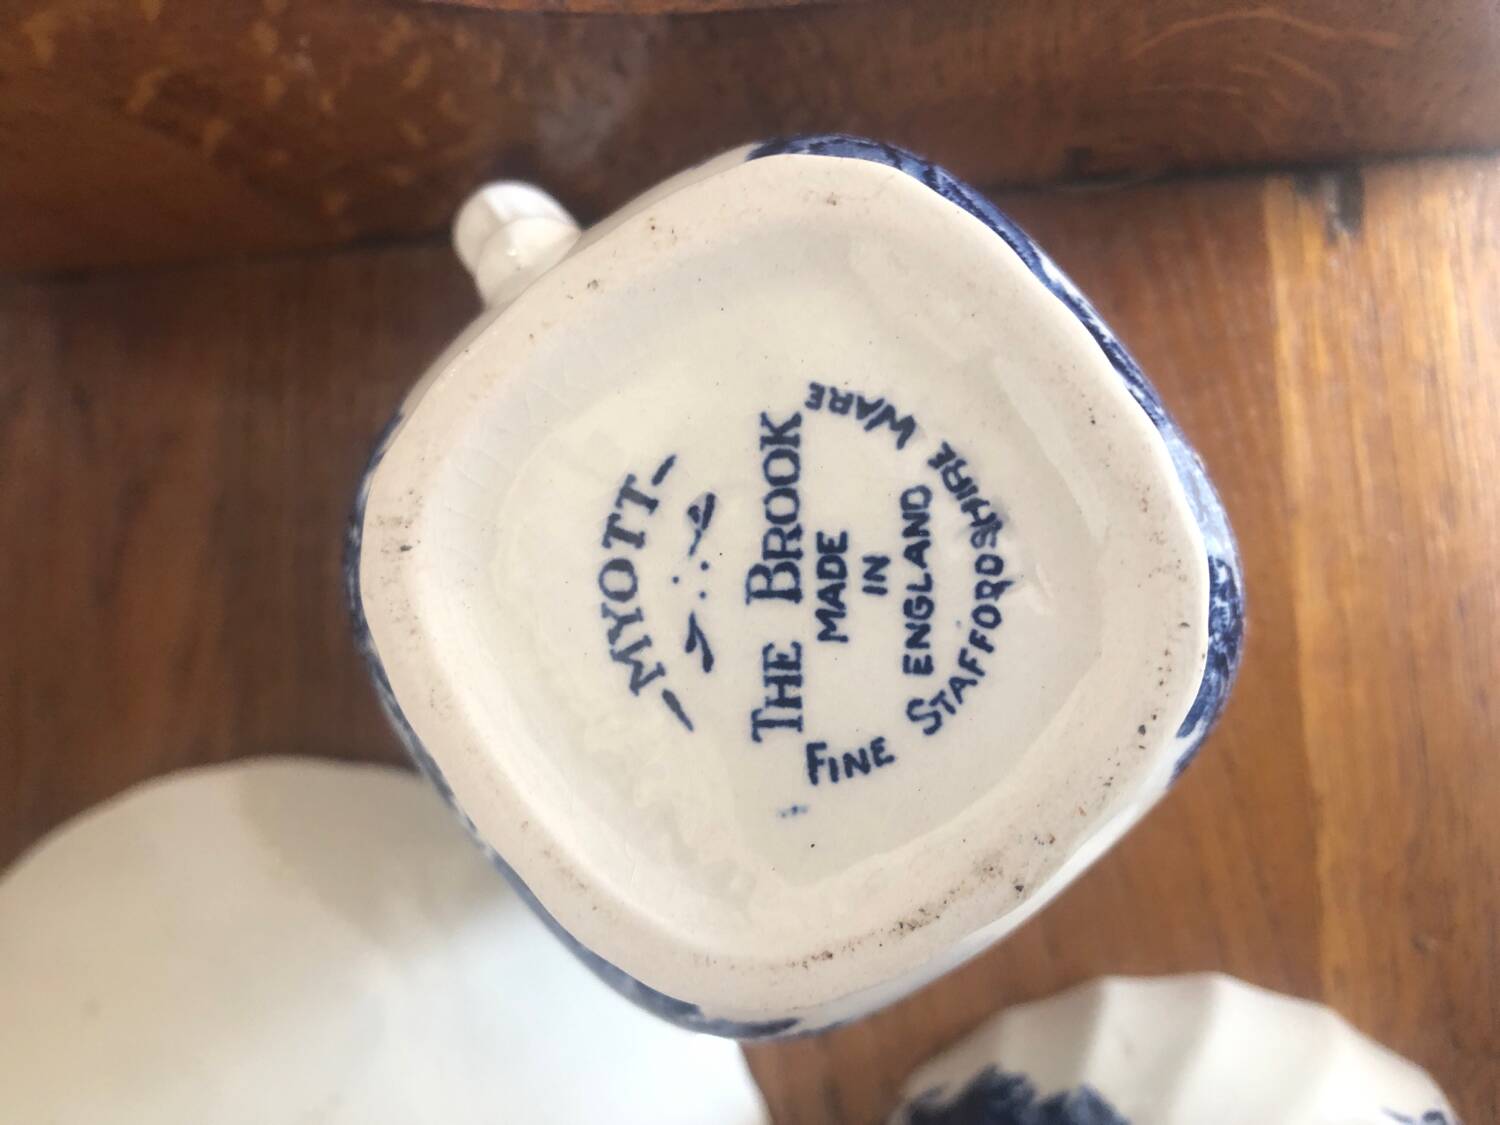 -MYOTT-
THE BROOK
MADE
IN
ENGLAND
FINE STAFFORDSHIRE WARE